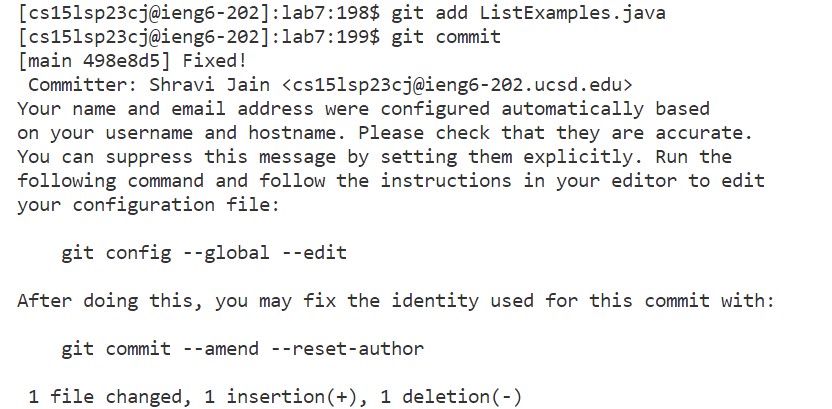 [cs15lsp23cj@ieng6-202]:lab7:198$ git add ListExamples.java
[cs15lsp23cj@ieng6-202]:lab7:199$ git commit
[main 498e8d5] Fixed!
 Committer: Shravi Jain <cs15lsp23cj@ieng6-202.ucsd.edu>
Your name and email address were configured automatically based
on your username and hostname. Please check that they are accurate.
You can suppress this message by setting them explicitly. Run the
following command and follow the instructions in your editor to edit
your configuration file:

    git config --global --edit

After doing this, you may fix the identity used for this commit with:

    git commit --amend --reset-author

 1 file changed, 1 insertion(+), 1 deletion(-)